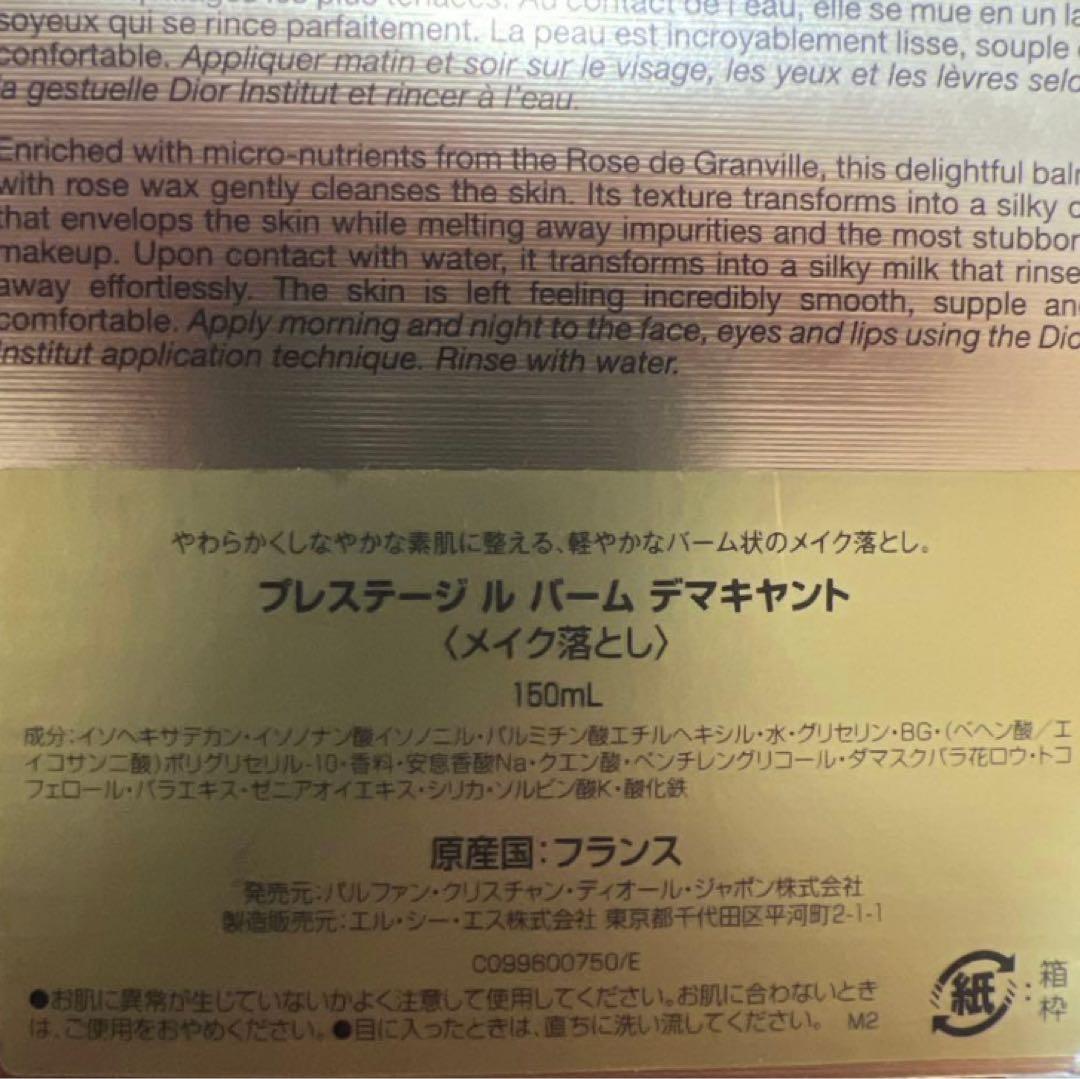 les plus tenaces. Au contact de l'eau, elle se mue en un
soyeux qui se rince parfaitement. La peau est incroyablement lisse, souple
confortable. Appliquer matin et soir sur le visage, les yeux et les lèvres
la gestuelle Dior Institut et rincer à l'eau.
Enriched with micro-nutrients from the Rose de Granville, this delightful
with rose wax gently cleanses the skin. Its texture transforms into a silky
that envelops the skin while melting away impurities and the most stubborn
makeup. Upon contact with water, it transforms into a silky milk that
away effortlessly. The skin is left feeling incredibly smooth, supple
comfortable. Apply morning and night to the face, eyes and lips using the
Institut application technique. Rinse with water.
やわらかくしなやかな素肌に整える、軽やかなバーム状のメイク落とし。
プレステージ ル バーム デマキャント
〈メイク落とし〉
150mL
成分:イソヘキサデカン・イソノナン酸イソノニル・パルミチン酸エチルヘキシル・水・グリセリン・BG・(ベヘン酸/エ
イコサン二酸)ポリグリセリル-10・香料・安息香酸Na・クエン酸・ペンチレングリコール・ダマスクバラ花ロウ・トコ
フェロール・バラエキス・ゼニアオイエキス・シリカ・ソルビン酸K・酸化鉄
原産国:フランス
発売元:パルファン・クリスチャン・ディオール・ジャポン株式会社
製造販売元:エル・シー・エス株式会社 東京都千代田区平河町2-1-1
C099600750/E
●お肌に異常が生じていないかよく注意して使用してください。お肌に合わないとき
は、ご使用をおやめください。●目に入ったときは、直ちに洗い流してください。 M2
紙:箱
枠